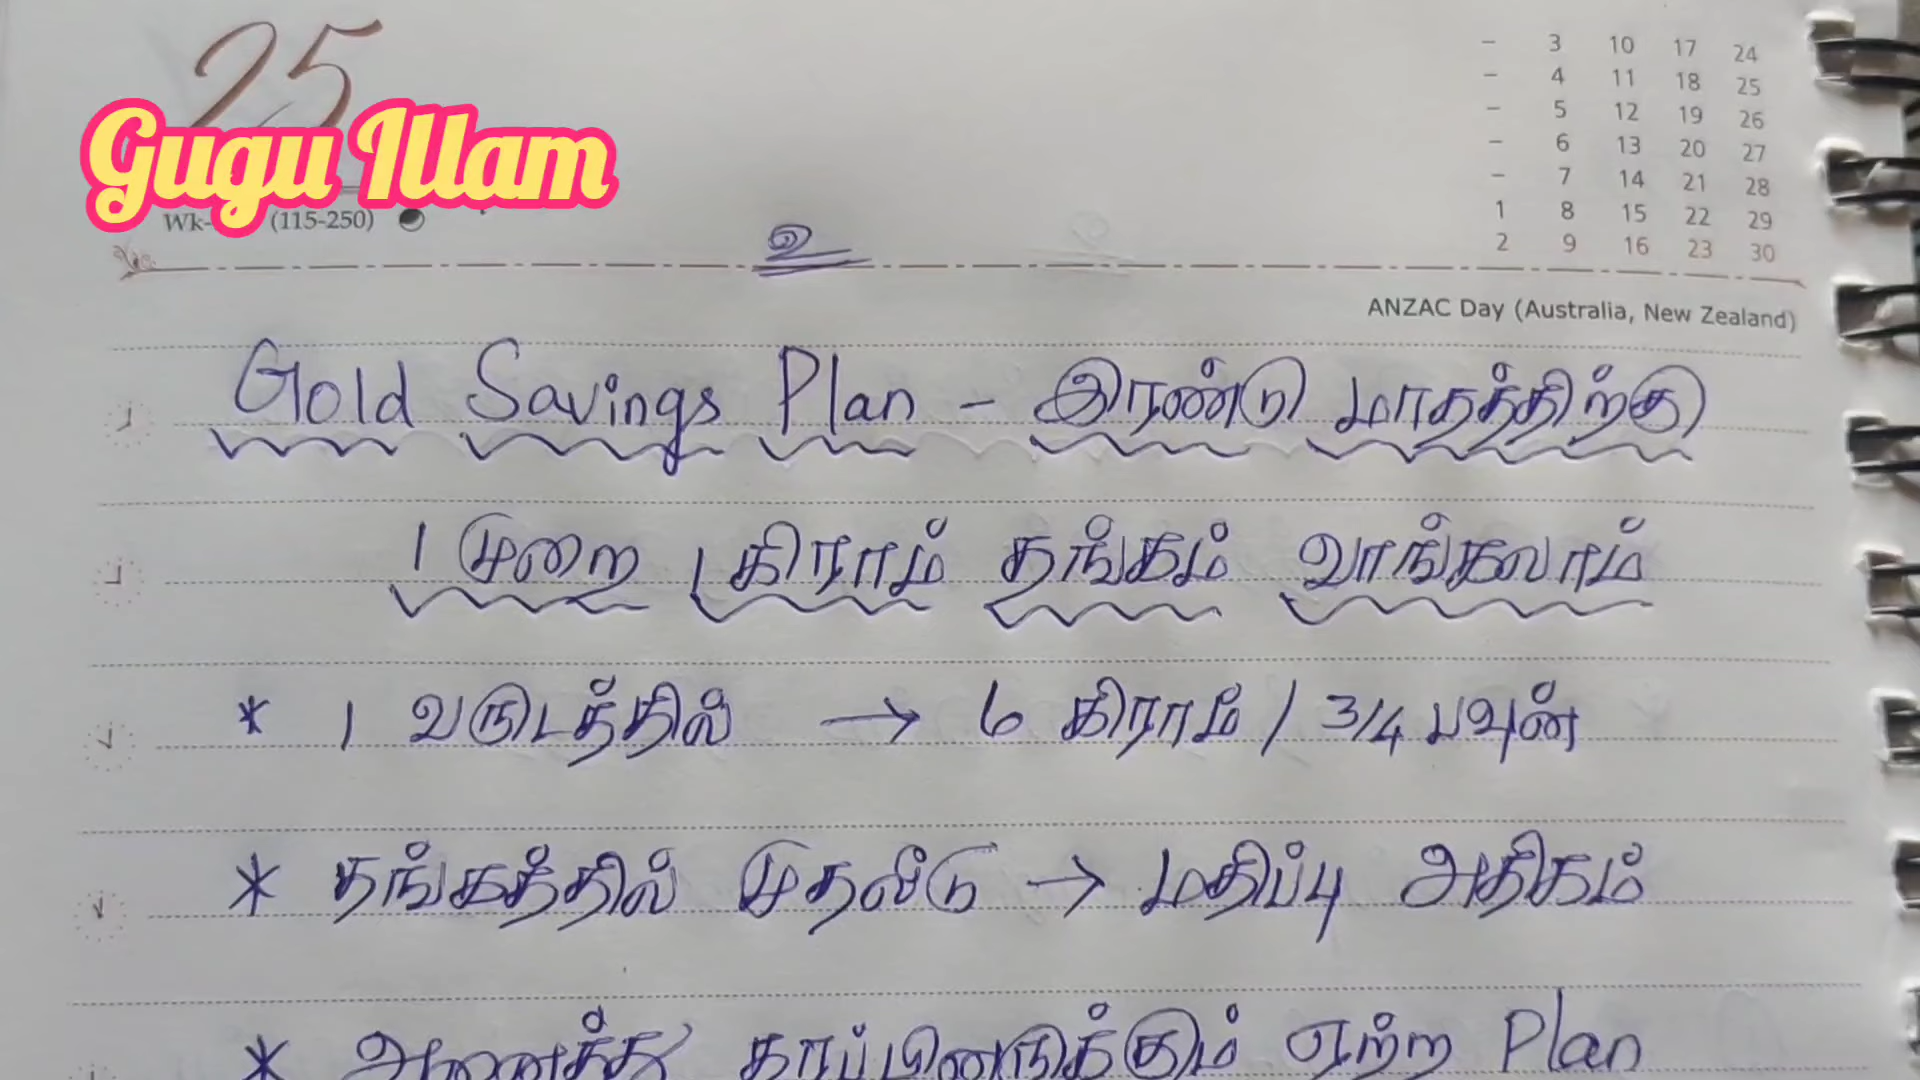 25
Gugu Illam
Wk- (115-250)
- 3 10 17 24
- 4 11 18 25
- 5 12 19 26
- 6 13 20 27
- 7 14 21 28
1 8 15 22 29
2 9 16 23 30
உ
ANZAC Day (Australia, New Zealand)
Gold Savings Plan - இரண்டு மாதத்திற்கு
1 முறை 1 கிராம் தங்கம் வாங்கலாம்
* 1 வருடத்தில் → 6 கிராம் / 3/4 பவுன்
* தங்கத்தில் முதலீடு → மதிப்பு அதிகம்
* அனைத்து தரப்பினருக்கும் ஏற்ற Plan